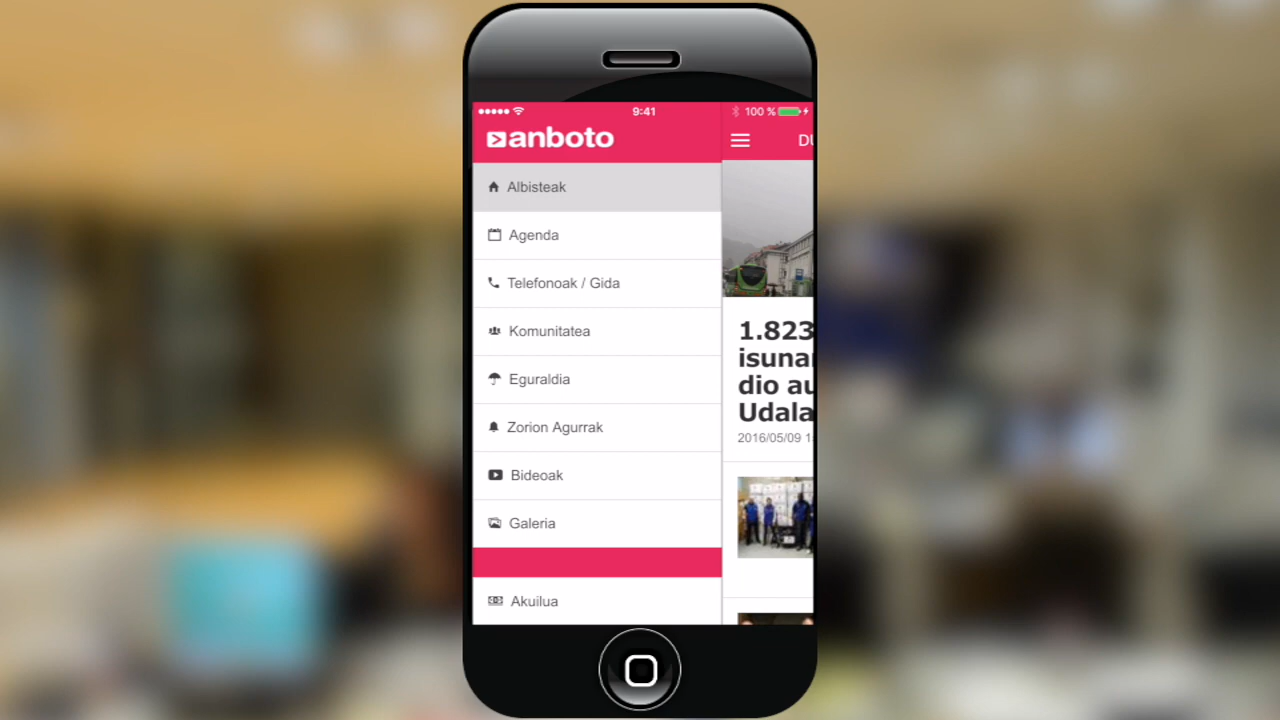 9:41
100 %
anboto
DU
Albisteak
Agenda
Telefonoak / Gida
Komunitatea
Eguraldia
Zorion Agurrak
Bideoak
Galeria
Akuilua
1.823
isuna
dio au
Udala
2016/05/09 1